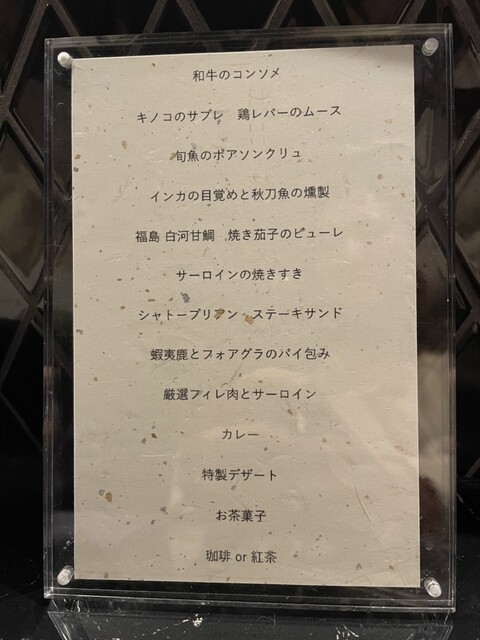 和牛のコンソメ
キノコのサブレ　鶏レバーのムース
旬魚のポアソンクリュ
インカの目覚めと秋刀魚の燻製
福島 白河甘鯛　焼き茄子のピューレ
サーロインの焼きすき
シャトーブリアン・ステーキサンド
蝦夷鹿とフォアグラのパイ包み
厳選フィレ肉とサーロイン
カレー
特製デザート
お茶菓子
珈琲 or 紅茶